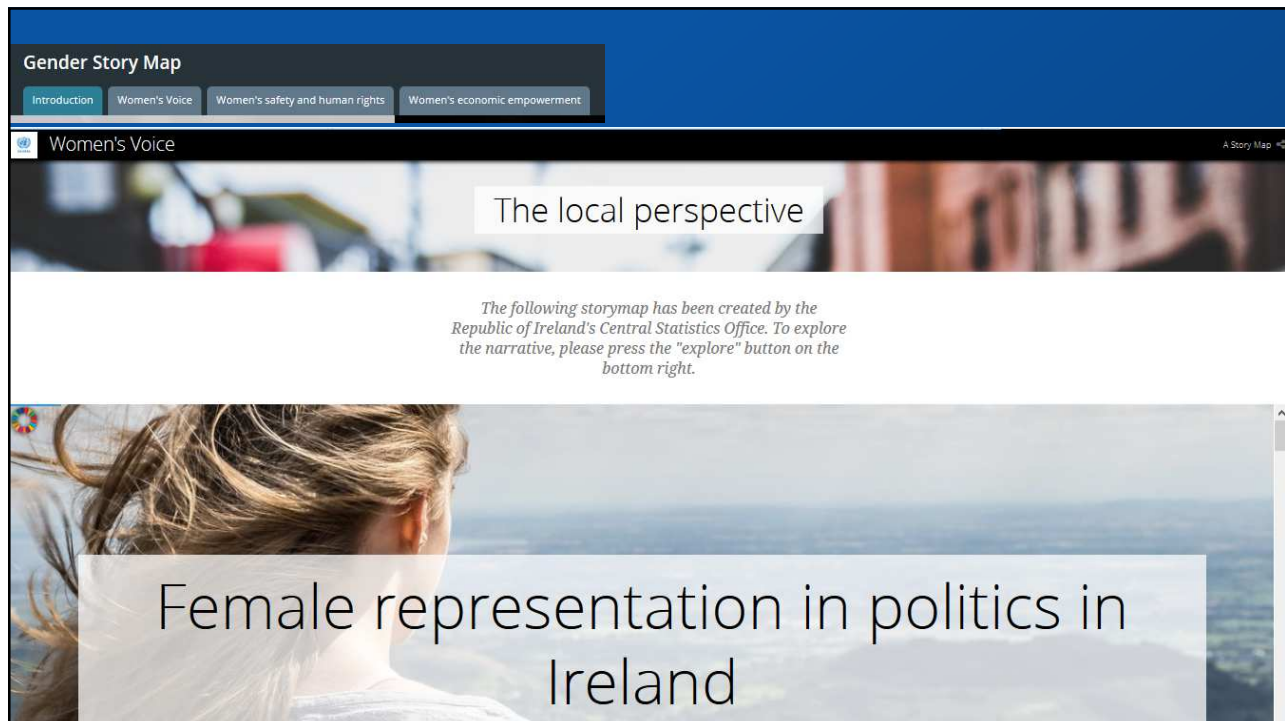 Gender Story Map
Introduction
Women's Voice
Women's safety and human rights
Women's economic empowerment
Women's Voice
A Story Map
The local perspective
The following storymap has been created by the
Republic of Ireland's Central Statistics Office. To explore
the narrative, please press the "explore" button on the
bottom right.
Female representation in politics in
Ireland